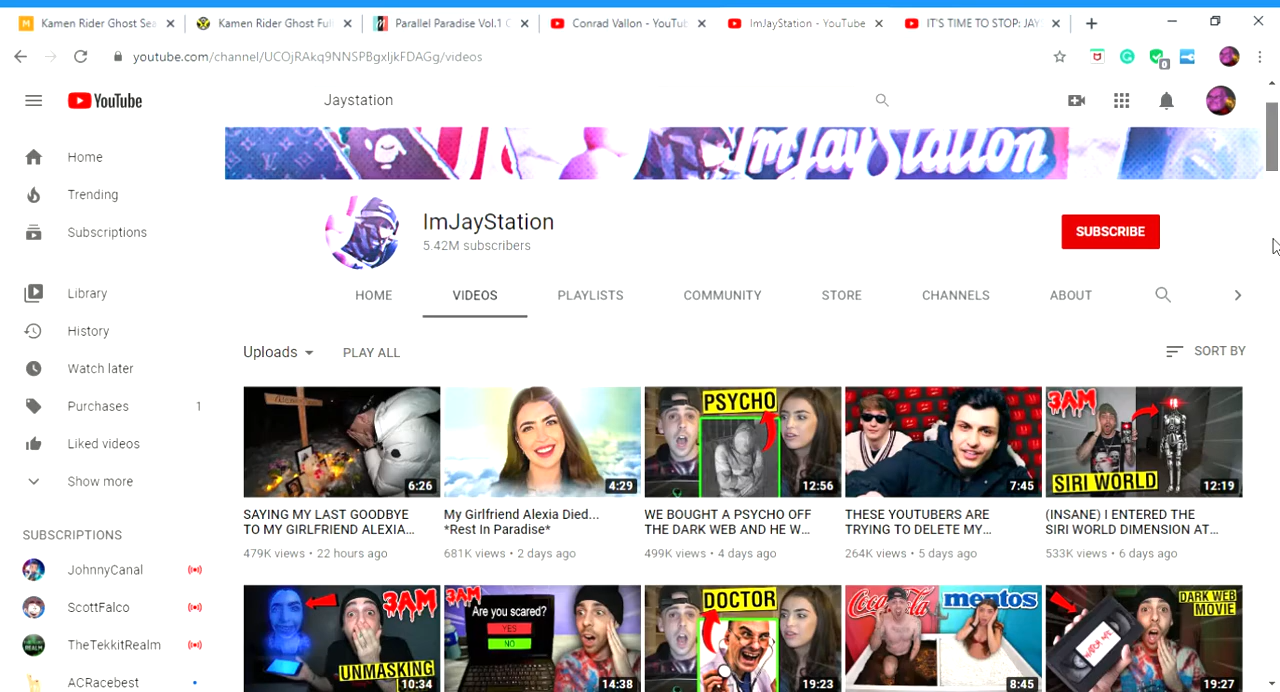 Kamen Rider Ghost Sea
Kamen Rider Ghost Ful
Parallel Paradise Vol.1 C
Conrad Vallon - YouTub
ImJayStation - YouTube
IT'S TIME TO STOP: JAY
youtube.com/channel/UCOjRAkq9NNSPBgxljkFDAGg/videos
0
YouTube
Jaystation
ImJayStation
Home
Trending
Subscriptions
Library
History
Watch later
Purchases 1
Liked videos
Show more
SUBSCRIPTIONS
JohnnyCanal
ScottFalco
TheTekkitRealm
ACRacebest
ImJayStation
5.42M subscribers
SUBSCRIBE
HOME
VIDEOS
PLAYLISTS
COMMUNITY
STORE
CHANNELS
ABOUT
Uploads
PLAY ALL
SORT BY
6:26
SAYING MY LAST GOODBYE
TO MY GIRLFRIEND ALEXIA...
479K views • 22 hours ago
4:29
My Girlfriend Alexia Died...
*Rest In Paradise*
681K views • 2 days ago
PSYCHO
12:56
WE BOUGHT A PSYCHO OFF
THE DARK WEB AND HE W...
499K views • 4 days ago
7:45
THESE YOUTUBERS ARE
TRYING TO DELETE MY...
264K views • 5 days ago
3AM
SIRI WORLD
12:19
(INSANE) I ENTERED THE
SIRI WORLD DIMENSION AT...
533K views • 6 days ago
3AM
UNMASKING
10:34
3AM
Are you scared?
YES
NO
14:38
DOCTOR
19:23
Coca-Cola
mentos
8:45
DARK WEB
MOVIE
WATCH ME
19:27